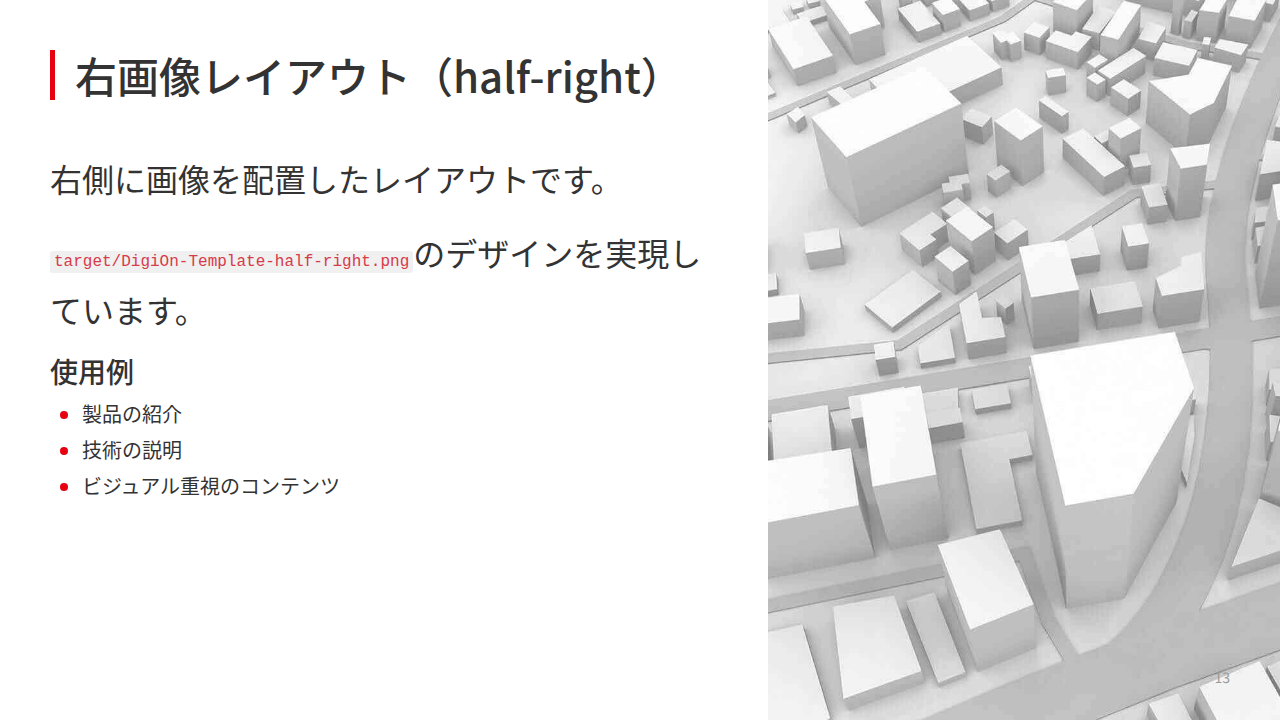 右画像レイアウト（half-right）
右側に画像を配置したレイアウトです。
target/DigiOn-Template-half-right.pngのデザインを実現し
ています。
使用例
製品の紹介
技術の説明
ビジュアル重視のコンテンツ
13